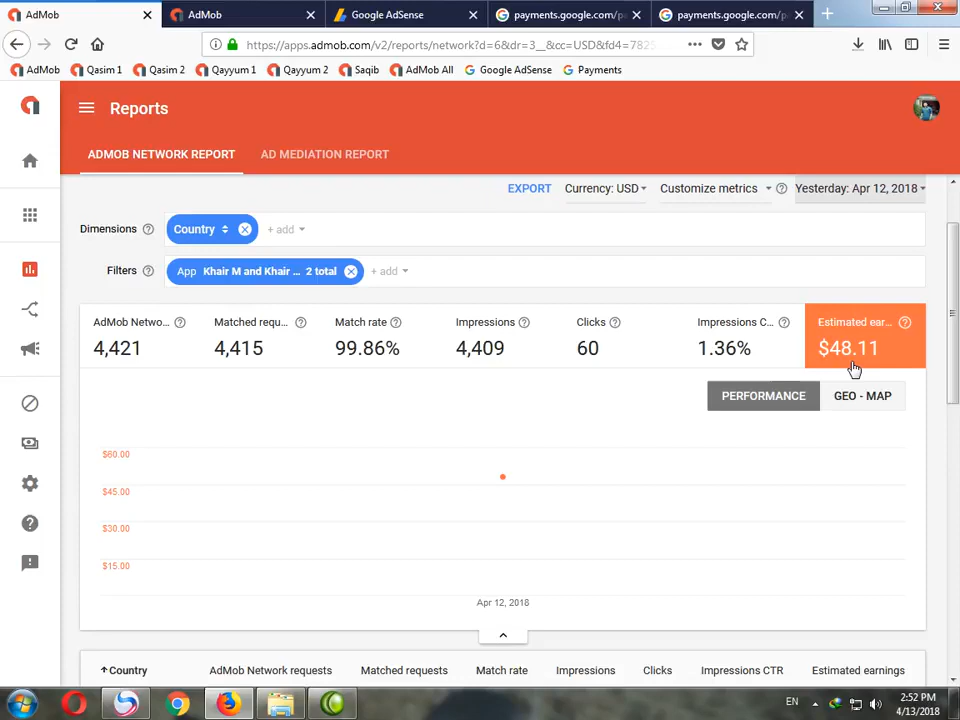 AdMob
AdMob
Google AdSense
payments.google.com/p
payments.google.com/p
https://apps.admob.com/v2/reports/network?d=6&dr=3__&cc=USD&fd4=782
AdMob
Qasim 1
Qasim 2
Qayyum 1
Qayyum 2
Saqib
AdMob All
Google AdSense
Payments
Reports
ADMOB NETWORK REPORT
AD MEDIATION REPORT
EXPORT
Currency: USD
Customize metrics
Yesterday: Apr 12, 2018
Dimensions
Country
+ add
Filters
App Khair M and Khair ... 2 total
+ add
AdMob Netwo...
Matched requ...
Match rate
Impressions
Clicks
Impressions C...
Estimated ear...
4,421
4,415
99.86%
4,409
60
1.36%
$48.11
PERFORMANCE
GEO - MAP
$60.00
$45.00
$30.00
$15.00
Apr 12, 2018
Country
AdMob Network requests
Matched requests
Match rate
Impressions
Clicks
Impressions CTR
Estimated earnings
EN
2:52 PM
4/13/2018